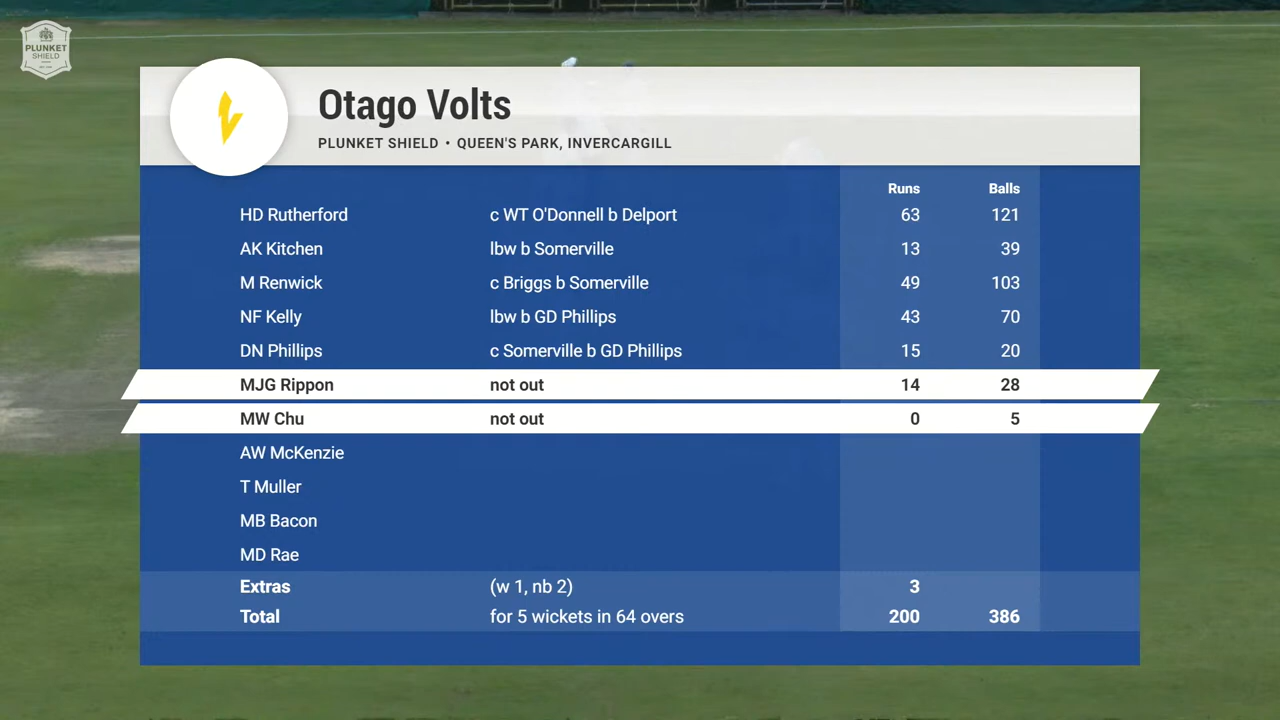 PLUNKET
SHIELD
Otago Volts
PLUNKET SHIELD • QUEEN'S PARK, INVERCARGILL
Runs Balls
HD Rutherford c WT O'Donnell b Delport 63 121
AK Kitchen lbw b Somerville 13 39
M Renwick c Briggs b Somerville 49 103
NF Kelly lbw b GD Phillips 43 70
DN Phillips c Somerville b GD Phillips 15 20
MJG Rippon not out 14 28
MW Chu not out 0 5
AW McKenzie
T Muller
MB Bacon
MD Rae
Extras (w 1, nb 2) 3
Total for 5 wickets in 64 overs 200 386